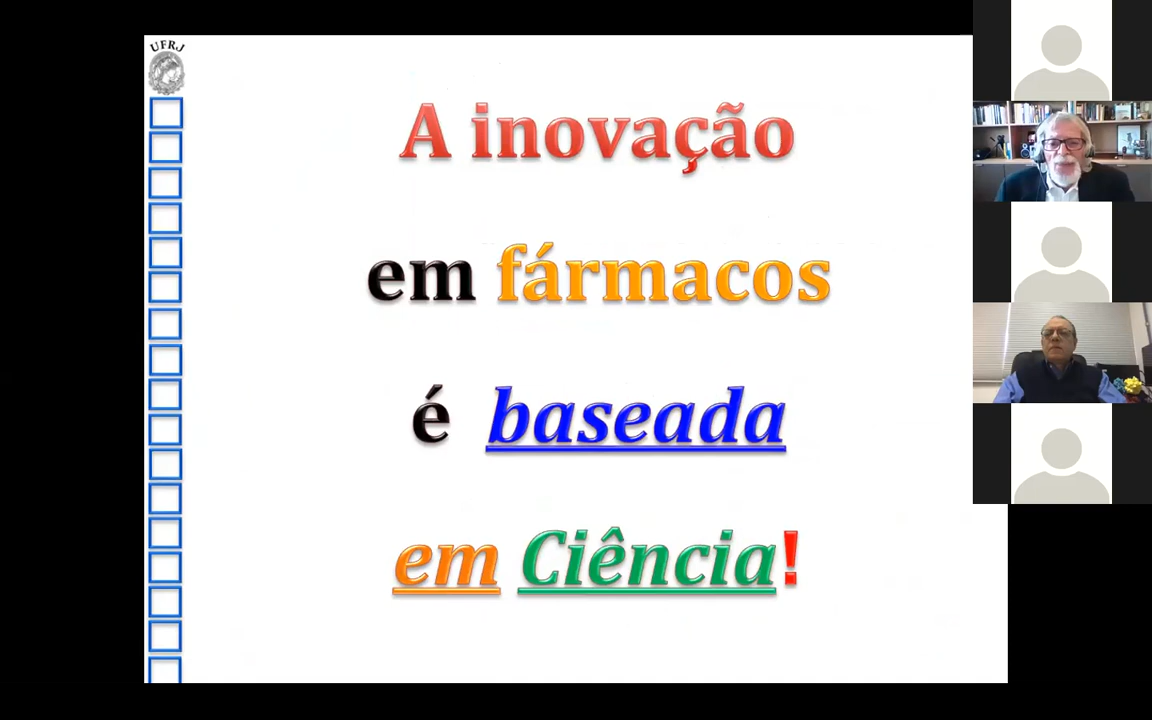 UFRJ
A inovação
em fármacos
é baseada
em Ciência!